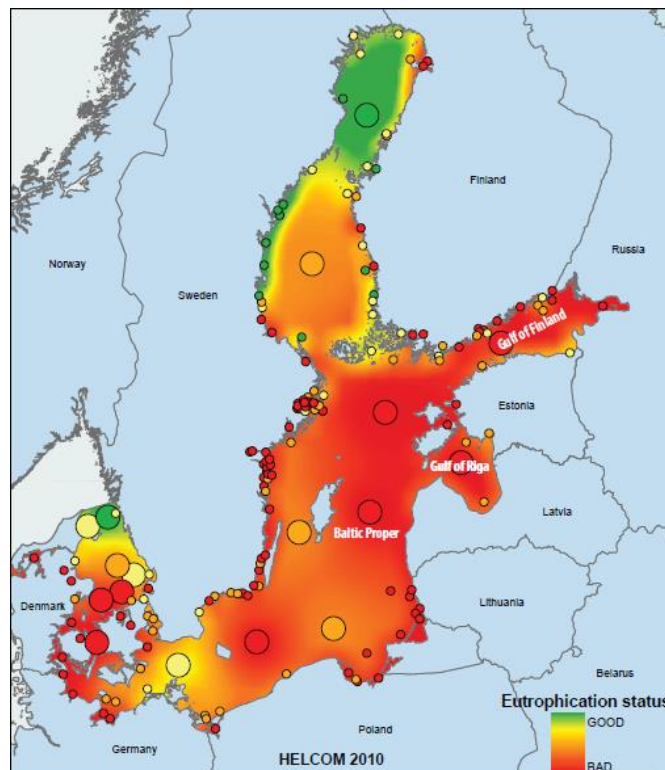 Norway
Sweden
Finland
Russia
Gulf of Finland
Estonia
Gulf of Riga
Latvia
Baltic Proper
Denmark
Lithuania
Belarus
Eutrophication status
GOOD
BAD
Poland
Germany
HELCOM 2010